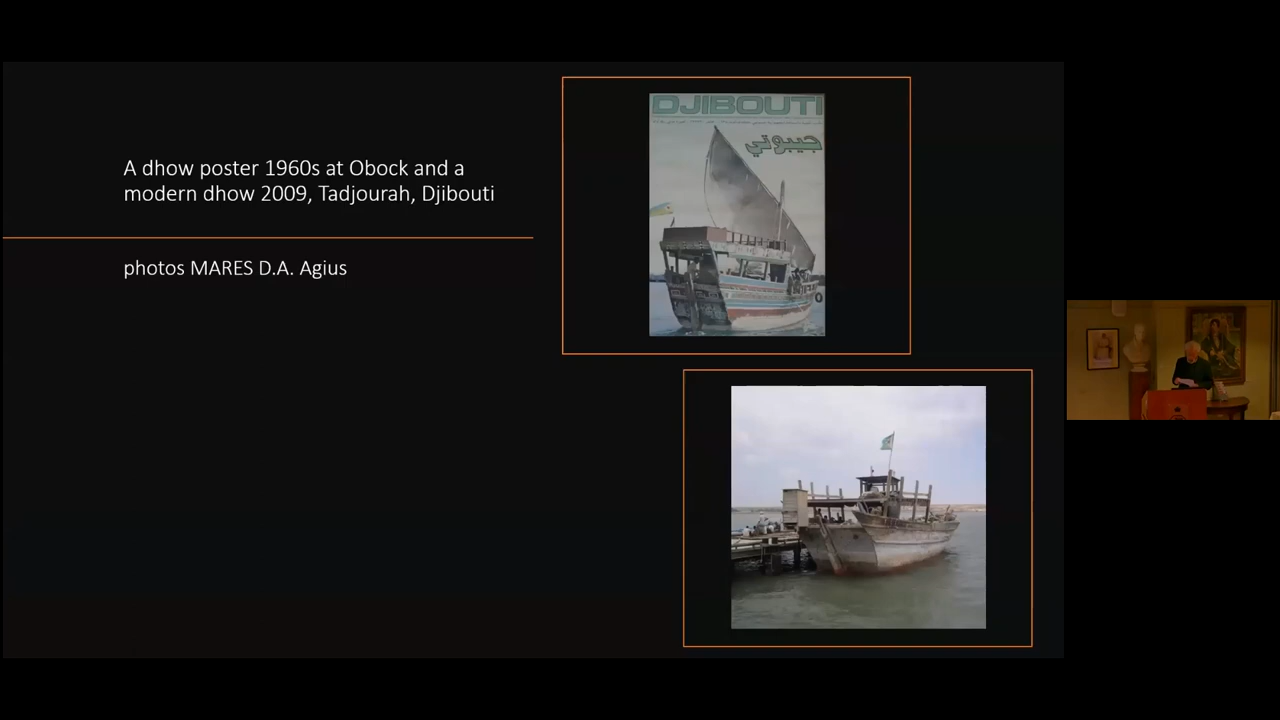 A dhow poster 1960s at Obock and a
modern dhow 2009, Tadjourah, Djibouti
photos MARES D.A. Agius
DJIBOUTI
جيبوتي